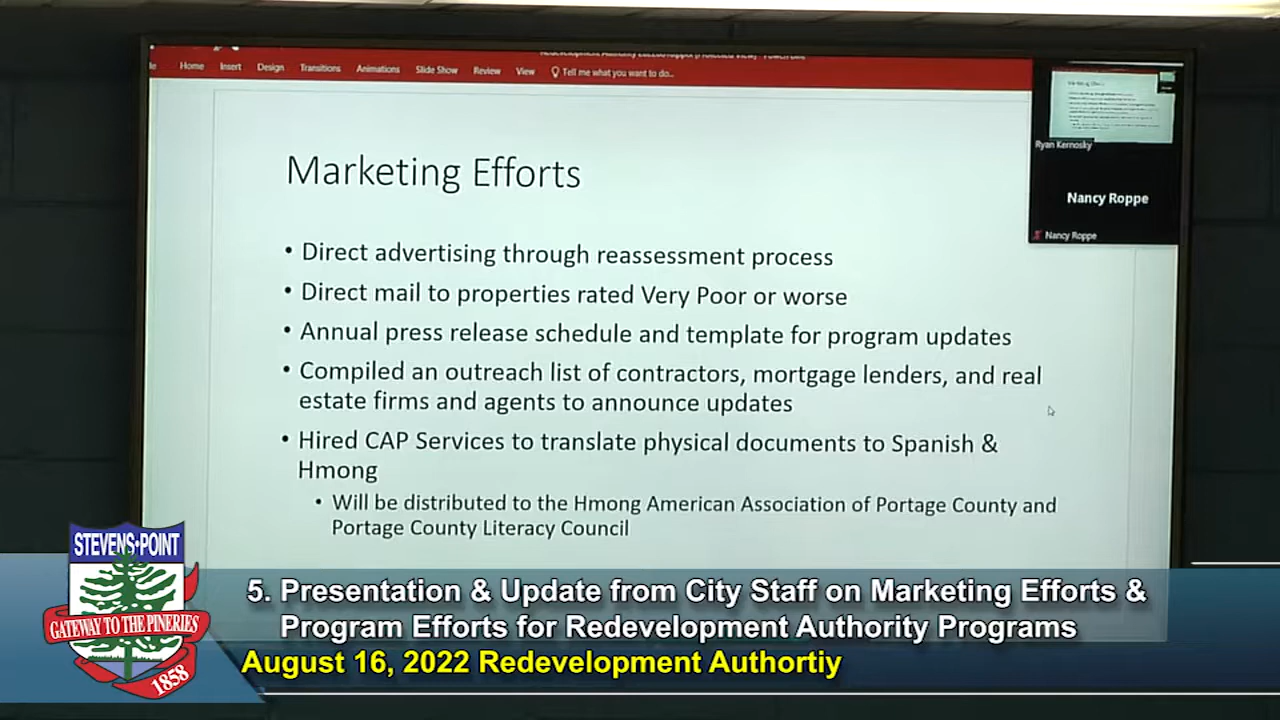 Home Insert Design Transitions Animations Slide Show Review View Tell me what you want to do...
Ryan Kernosky
Nancy Roppe
Nancy Roppe
Marketing Efforts
• Direct advertising through reassessment process
• Direct mail to properties rated Very Poor or worse
• Annual press release schedule and template for program updates
• Compiled an outreach list of contractors, mortgage lenders, and real
estate firms and agents to announce updates
• Hired CAP Services to translate physical documents to Spanish &
Hmong
• Will be distributed to the Hmong American Association of Portage County and
Portage County Literacy Council
STEVENS•POINT
GATEWAY TO THE PINERIES
1858
5. Presentation & Update from City Staff on Marketing Efforts &
Program Efforts for Redevelopment Authority Programs
August 16, 2022 Redevelopment Authortiy